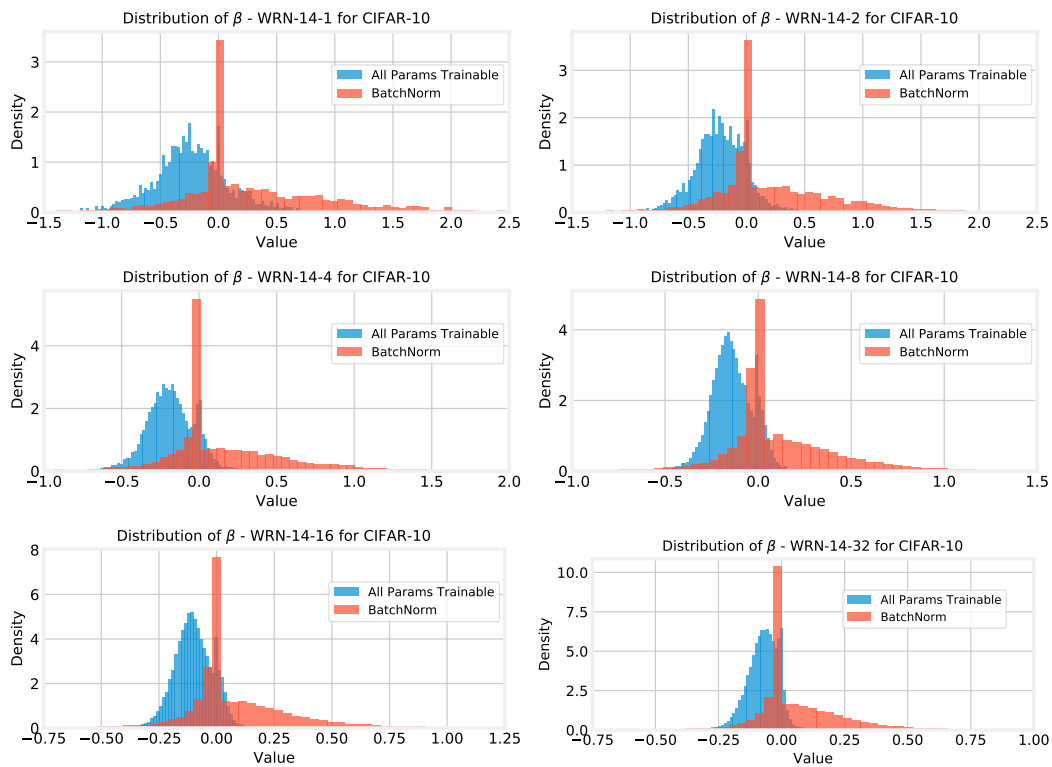 Distribution of β - WRN-14-1 for CIFAR-10
Density
3
2
1
0
All Params Trainable
BatchNorm
−1.5 −1.0 −0.5 0.0 0.5 1.0 1.5 2.0 2.5
Value
Distribution of β - WRN-14-2 for CIFAR-10
Density
3
2
1
0
All Params Trainable
BatchNorm
−1.5 −1.0 −0.5 0.0 0.5 1.0 1.5 2.0 2.5
Value
Distribution of β - WRN-14-4 for CIFAR-10
Density
4
2
0
All Params Trainable
BatchNorm
−1.0 −0.5 0.0 0.5 1.0 1.5 2.0
Value
Distribution of β - WRN-14-8 for CIFAR-10
Density
4
2
0
All Params Trainable
BatchNorm
−1.0 −0.5 0.0 0.5 1.0 1.5
Value
Distribution of β - WRN-14-16 for CIFAR-10
Density
8
6
4
2
0
All Params Trainable
BatchNorm
−0.75 −0.50 −0.25 0.00 0.25 0.50 0.75 1.00 1.25
Value
Distribution of β - WRN-14-32 for CIFAR-10
Density
10.0
7.5
5.0
2.5
0.0
All Params Trainable
BatchNorm
−0.75 −0.50 −0.25 0.00 0.25 0.50 0.75 1.00
Value